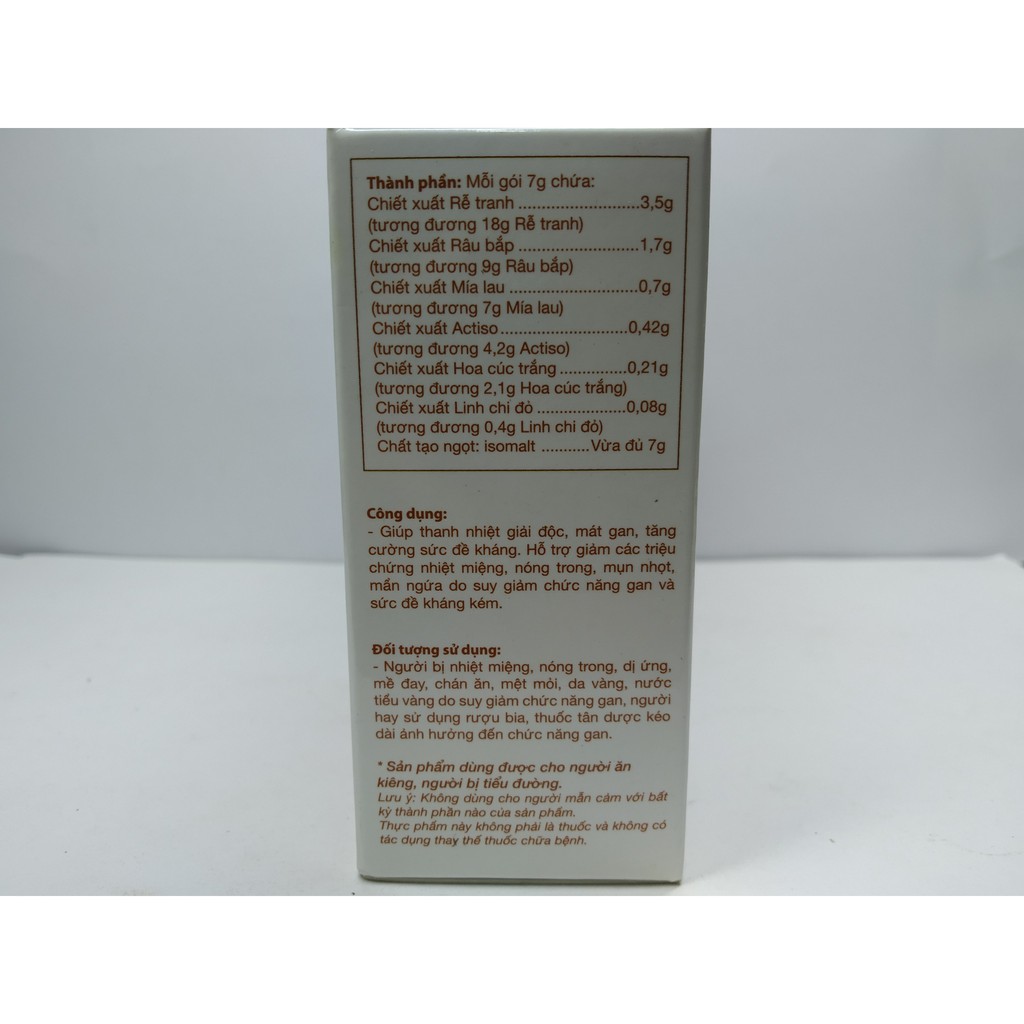 Thành phần: Mỗi gói 7g chứa:
Chiết xuất Rễ tranh ...........................3,5g
(tương đương 18g Rễ tranh)
Chiết xuất Râu bắp ..........................1,7g
(tương đương 9g Râu bắp)
Chiết xuất Mía lau ............................0,7g
(tương đương 7g Mía lau)
Chiết xuất Actiso............................0,42g
(tương đương 4,2g Actiso)
Chiết xuất Hoa cúc trắng ...............0,21g
(tương đương 2,1g Hoa cúc trắng)
Chiết xuất Linh chi đỏ ....................0,08g
(tương đương 0,4g Linh chi đỏ)
Chất tạo ngọt: isomalt ...........Vừa đủ 7g
Công dụng:
- Giúp thanh nhiệt giải độc, mát gan, tăng
cường sức đề kháng. Hỗ trợ giảm các triệu
chứng nhiệt miệng, nóng trong, mụn nhọt,
mẩn ngứa do suy giảm chức năng gan và
sức đề kháng kém.
Đối tượng sử dụng:
- Người bị nhiệt miệng, nóng trong, dị ứng,
mề đay, chán ăn, mệt mỏi, da vàng, nước
tiểu vàng do suy giảm chức năng gan, người
hay sử dụng rượu bia, thuốc tân dược kéo
dài ảnh hưởng đến chức năng gan.
* Sản phẩm dùng được cho người ăn
kiêng, người bị tiểu đường.
Lưu ý: Không dùng cho người mẫn cảm với bất
kỳ thành phần nào của sản phẩm.
Thực phẩm này không phải là thuốc và không có
tác dụng thay thế thuốc chữa bệnh.